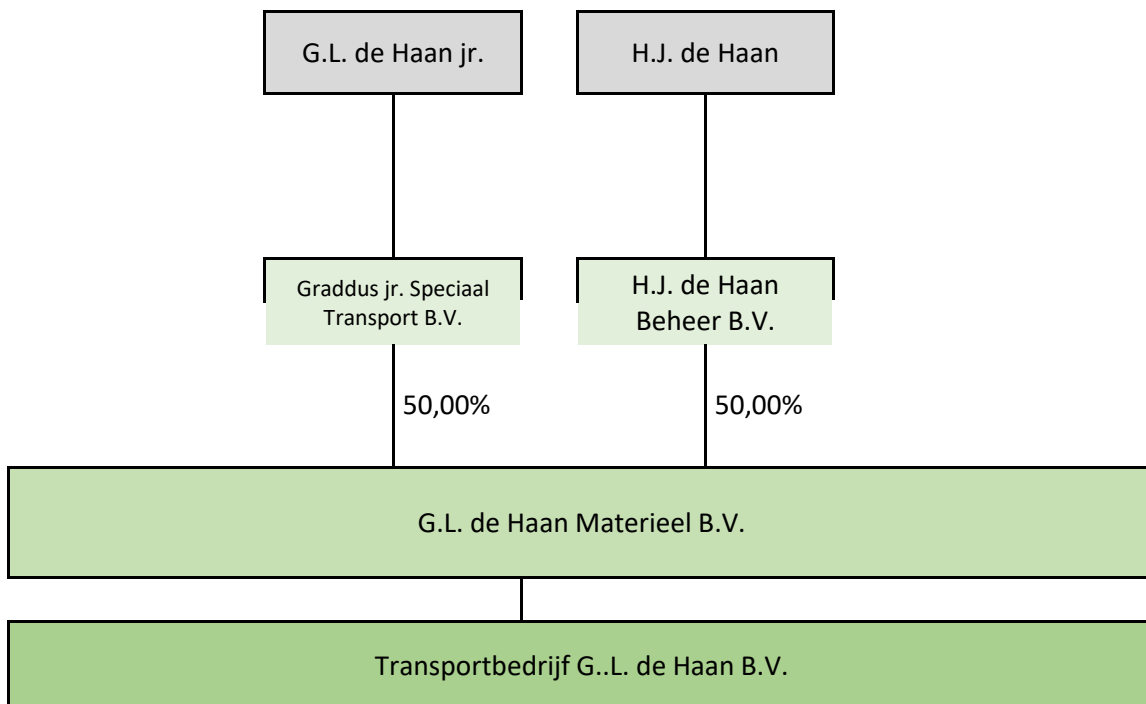 G.L. de Haan jr.
H.J. de Haan
Graddus jr. Speciaal
Transport B.V.
H.J. de Haan
Beheer B.V.
50,00%
50,00%
G.L. de Haan Materieel B.V.
Transportbedrijf G..L. de Haan B.V.